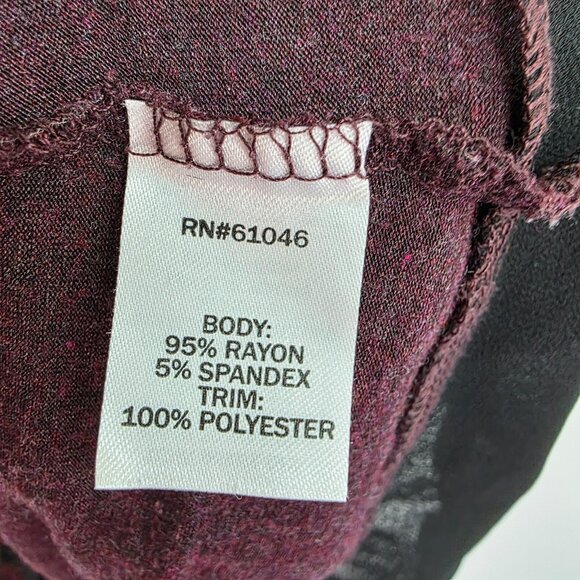 RN#61046
BODY:
95% RAYON
5% SPANDEX
TRIM:
100% POLYESTER